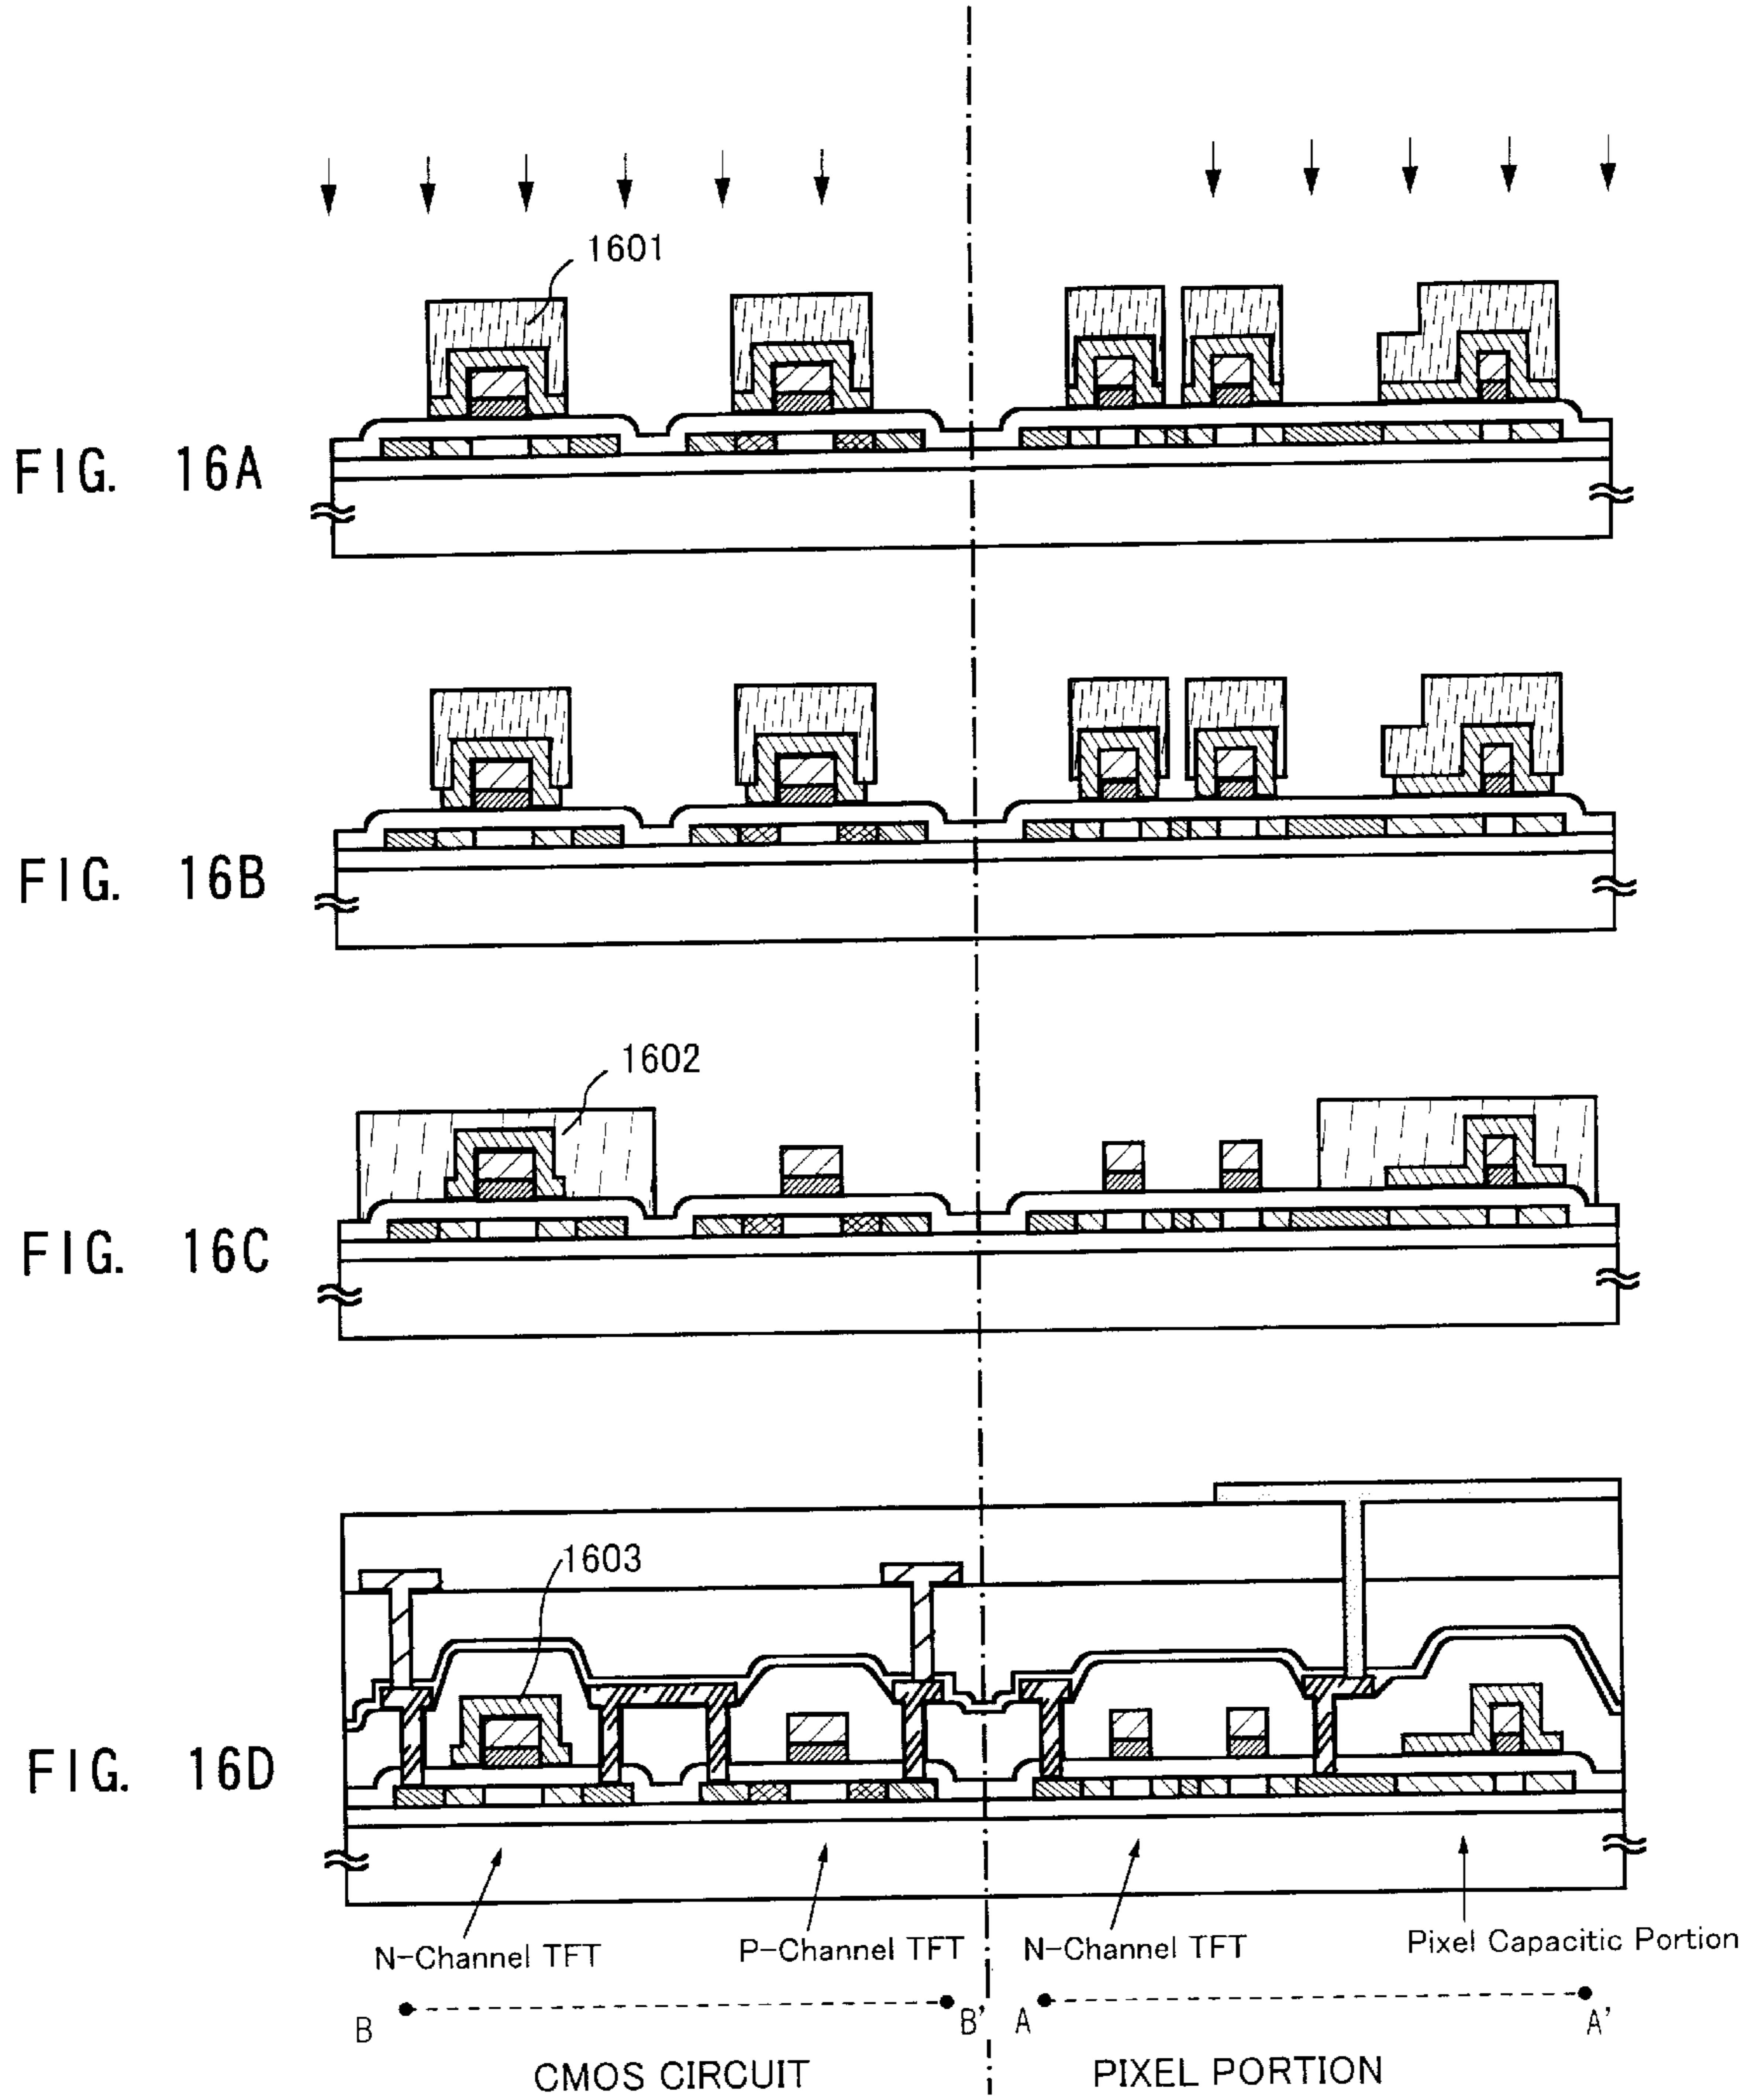 1601
FIG. 16A
FIG. 16B
1602
FIG. 16C
1603
FIG. 16D
N-Channel TFT
P-Channel TFT
N-Channel TFT
Pixel Capacitic Portion
B
B'
A
A'
CMOS CIRCUIT
PIXEL PORTION